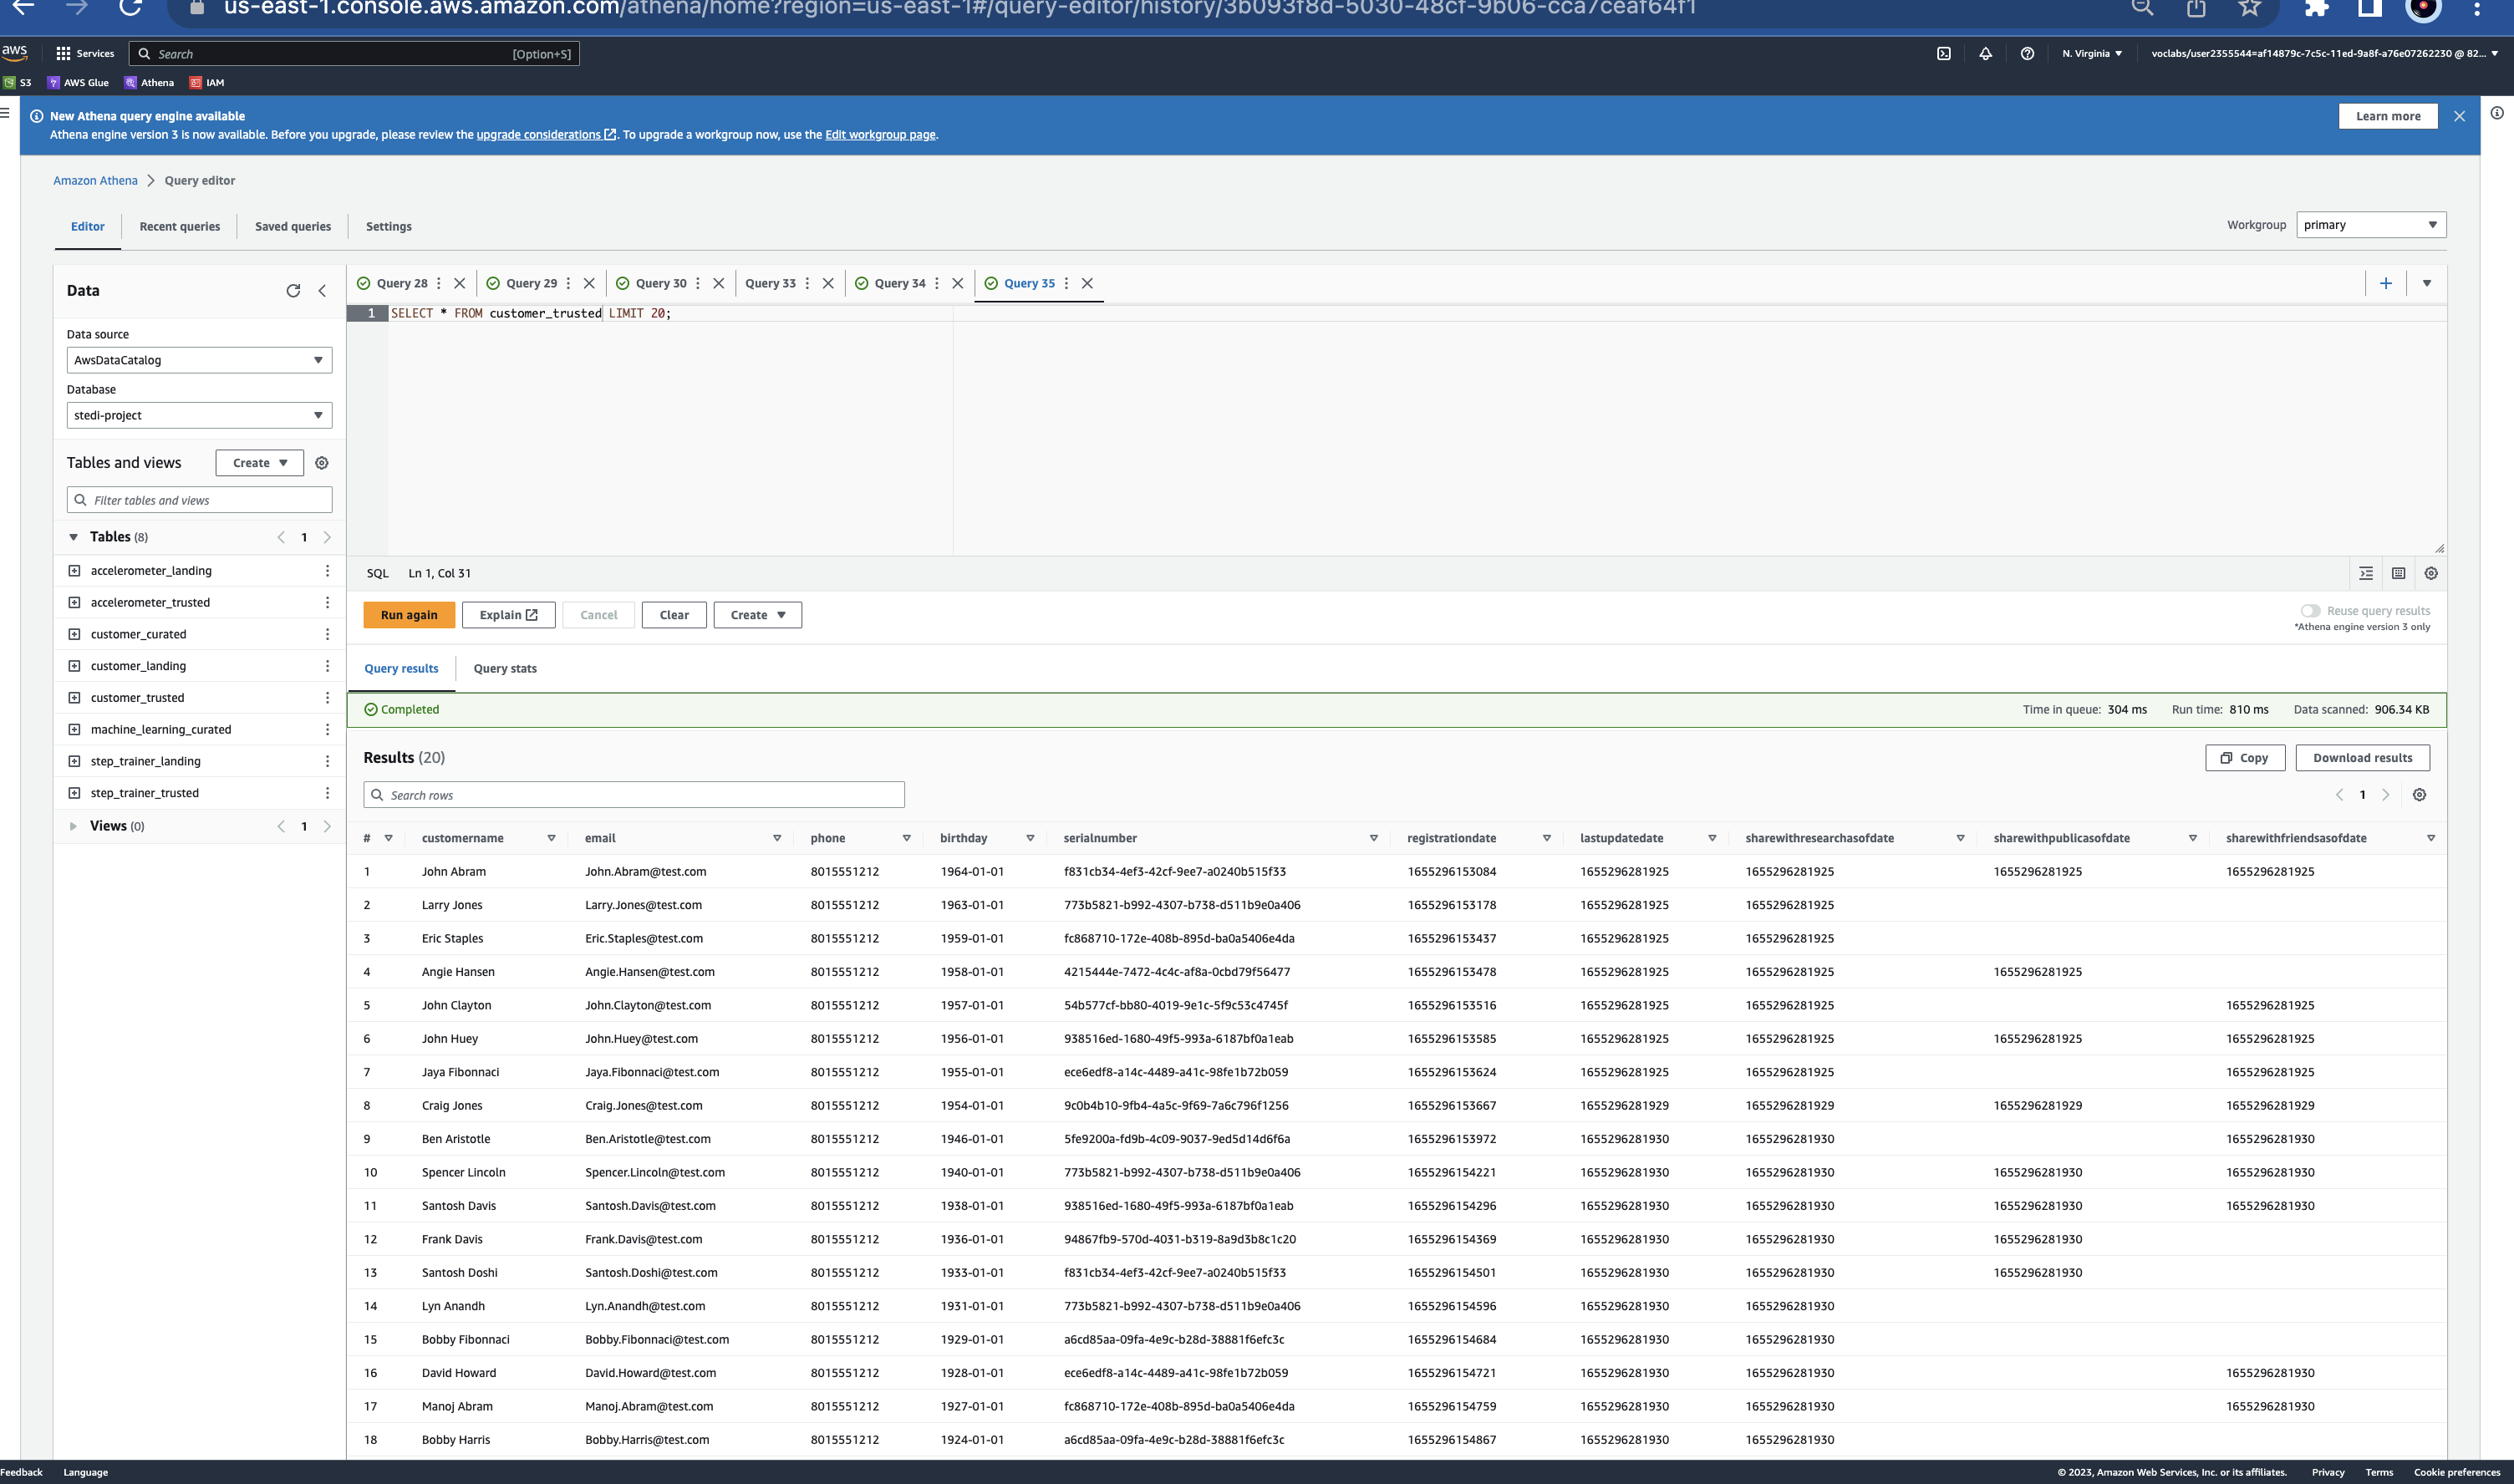 us-east-1.console.aws.amazon.com/athena/home?region=us-east-1#/query-editor/history/3b093f8d-5030-48cf-9b06-cca7ceaf64f1
aws Services Search [Option+S] N. Virginia voclabs/user2355544=af14879c-7c5c-11ed-9a8f-a76e07262230 @ 82...
S3 AWS Glue Athena IAM
New Athena query engine available
Athena engine version 3 is now available. Before you upgrade, please review the upgrade considerations. To upgrade a workgroup now, use the Edit workgroup page.
Learn more
Amazon Athena Query editor
Editor Recent queries Saved queries Settings
Workgroup primary
Data
Data source
AwsDataCatalog
Database
stedi-project
Tables and views Create
Filter tables and views
Tables (8) 1
accelerometer_landing
accelerometer_trusted
customer_curated
customer_landing
customer_trusted
machine_learning_curated
step_trainer_landing
step_trainer_trusted
Views (0) 1
Query 28 Query 29 Query 30 Query 33 Query 34 Query 35
1 SELECT * FROM customer_trusted LIMIT 20;
SQL Ln 1, Col 31
Run again Explain Cancel Clear Create
Reuse query results
*Athena engine version 3 only
Query results Query stats
Completed Time in queue: 304 ms Run time: 810 ms Data scanned: 906.34 KB
Results (20) Copy Download results
Search rows 1
# customername email phone birthday serialnumber registrationdate lastupdatedate sharewithresearchasofdate sharewithpublicasofdate sharewithfriendsasofdate
1 John Abram John.Abram@test.com 8015551212 1964-01-01 f831cb34-4ef3-42cf-9ee7-a0240b515f33 1655296153084 1655296281925 1655296281925 1655296281925 1655296281925
2 Larry Jones Larry.Jones@test.com 8015551212 1963-01-01 773b5821-b992-4307-b738-d511b9e0a406 1655296153178 1655296281925 1655296281925
3 Eric Staples Eric.Staples@test.com 8015551212 1959-01-01 fc868710-172e-408b-895d-ba0a5406e4da 1655296153437 1655296281925 1655296281925
4 Angie Hansen Angie.Hansen@test.com 8015551212 1958-01-01 4215444e-7472-4c4c-af8a-0cbd79f56477 1655296153478 1655296281925 1655296281925 1655296281925
5 John Clayton John.Clayton@test.com 8015551212 1957-01-01 54b577cf-bb80-4019-9e1c-5f9c53c4745f 1655296153516 1655296281925 1655296281925 1655296281925
6 John Huey John.Huey@test.com 8015551212 1956-01-01 938516ed-1680-49f5-993a-6187bf0a1eab 1655296153585 1655296281925 1655296281925 1655296281925 1655296281925
7 Jaya Fibonnaci Jaya.Fibonnaci@test.com 8015551212 1955-01-01 ece6edf8-a14c-4489-a41c-98fe1b72b059 1655296153624 1655296281925 1655296281925 1655296281925
8 Craig Jones Craig.Jones@test.com 8015551212 1954-01-01 9c0b4b10-9fb4-4a5c-9f69-7a6c796f1256 1655296153667 1655296281929 1655296281929 1655296281929 1655296281929
9 Ben Aristotle Ben.Aristotle@test.com 8015551212 1946-01-01 5fe9200a-fd9b-4c09-9037-9ed5d14d6f6a 1655296153972 1655296281930 1655296281930 1655296281930
10 Spencer Lincoln Spencer.Lincoln@test.com 8015551212 1940-01-01 773b5821-b992-4307-b738-d511b9e0a406 1655296154221 1655296281930 1655296281930 1655296281930 1655296281930
11 Santosh Davis Santosh.Davis@test.com 8015551212 1938-01-01 938516ed-1680-49f5-993a-6187bf0a1eab 1655296154296 1655296281930 1655296281930 1655296281930 1655296281930
12 Frank Davis Frank.Davis@test.com 8015551212 1936-01-01 94867fb9-570d-4031-b319-8a9d3b8c1c20 1655296154369 1655296281930 1655296281930 1655296281930
13 Santosh Doshi Santosh.Doshi@test.com 8015551212 1933-01-01 f831cb34-4ef3-42cf-9ee7-a0240b515f33 1655296154501 1655296281930 1655296281930 1655296281930
14 Lyn Anandh Lyn.Anandh@test.com 8015551212 1931-01-01 773b5821-b992-4307-b738-d511b9e0a406 1655296154596 1655296281930 1655296281930
15 Bobby Fibonnaci Bobby.Fibonnaci@test.com 8015551212 1929-01-01 a6cd85aa-09fa-4e9c-b28d-38881f6efc3c 1655296154684 1655296281930 1655296281930
16 David Howard David.Howard@test.com 8015551212 1928-01-01 ece6edf8-a14c-4489-a41c-98fe1b72b059 1655296154721 1655296281930 1655296281930 1655296281930
17 Manoj Abram Manoj.Abram@test.com 8015551212 1927-01-01 fc868710-172e-408b-895d-ba0a5406e4da 1655296154759 1655296281930 1655296281930 1655296281930
18 Bobby Harris Bobby.Harris@test.com 8015551212 1924-01-01 a6cd85aa-09fa-4e9c-b28d-38881f6efc3c 1655296154867 1655296281930 1655296281930
Feedback Language © 2023, Amazon Web Services, Inc. or its affiliates. Privacy Terms Cookie preferences